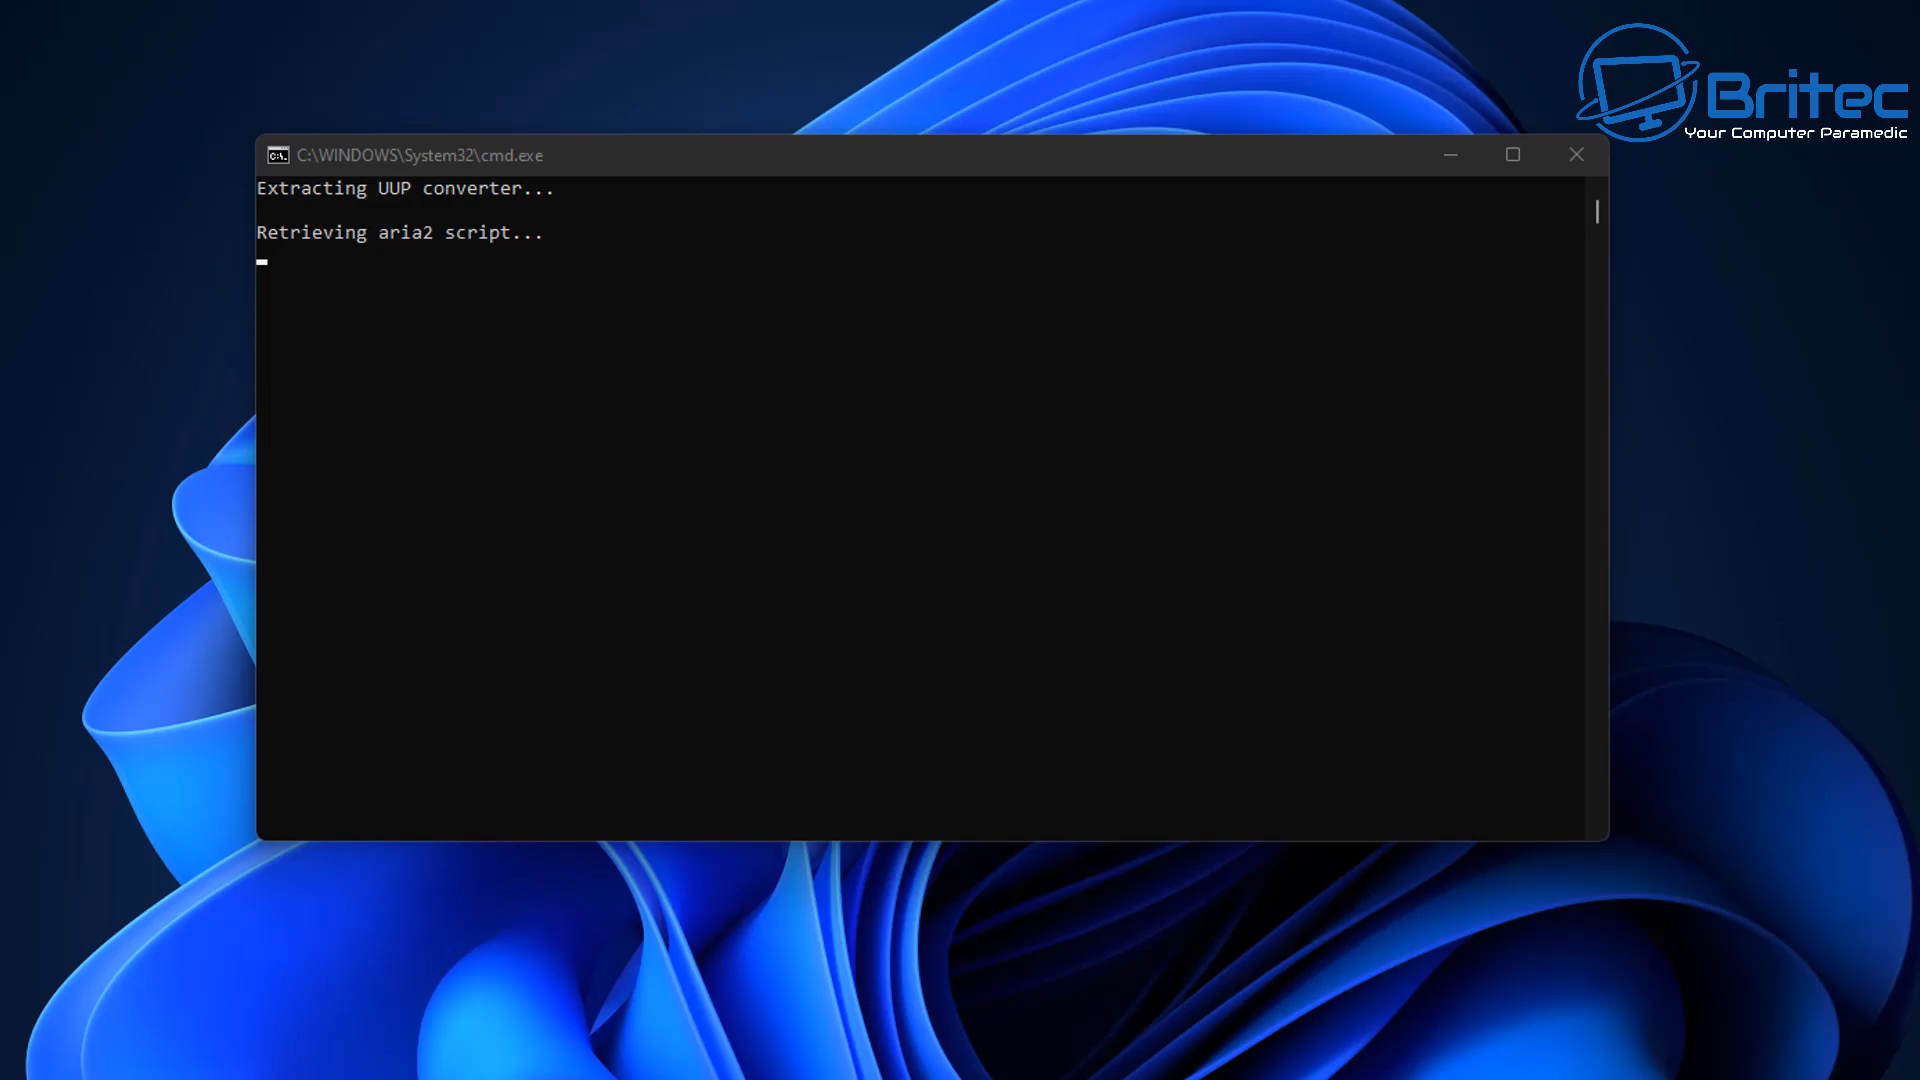 Britec
Your Computer Paramedic
C:\WINDOWS\System32\cmd.exe
Extracting UUP converter...
Retrieving aria2 script...